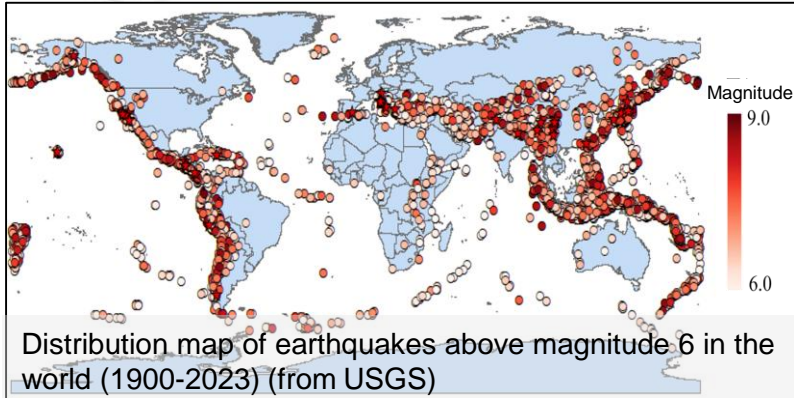 Magnitude
9.0
6.0
Distribution map of earthquakes above magnitude 6 in the
world (1900-2023) (from USGS)